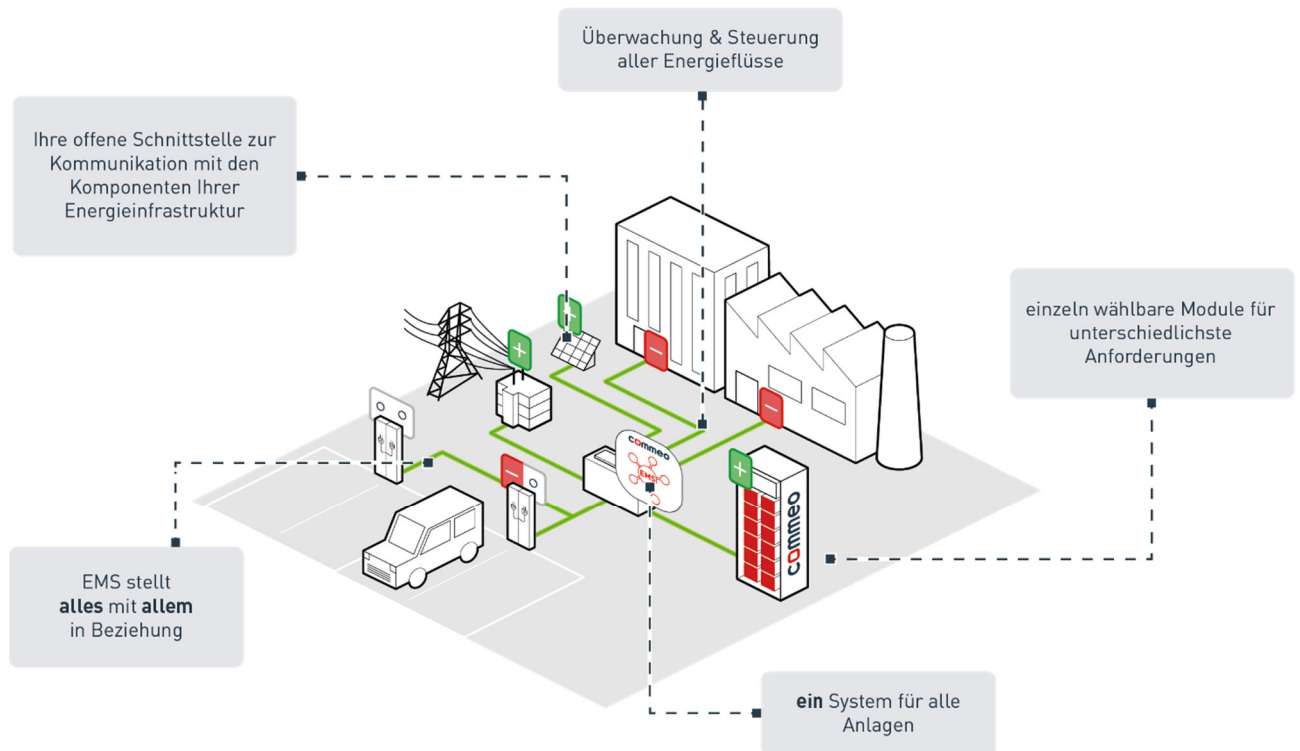 Überwachung & Steuerung
aller Energieflüsse
Ihre offene Schnittstelle zur
Kommunikation mit den
Komponenten Ihrer
Energieinfrastruktur
einzeln wählbare Module für
unterschiedlichste
Anforderungen
commeo
EMS!
commeo
EMS stellt
alles mit allem
in Beziehung
ein System für alle
Anlagen